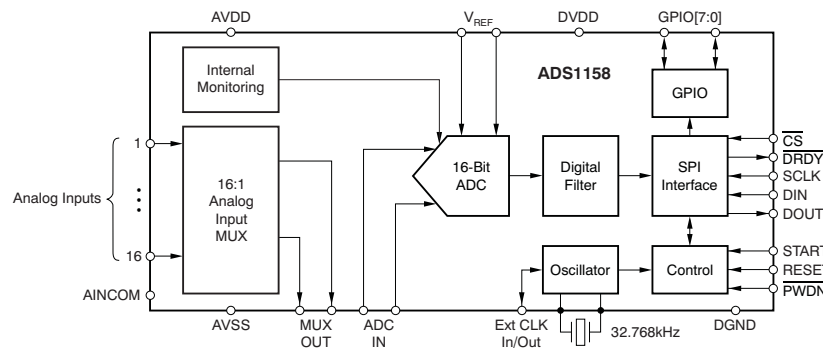 AVDD
VREF
DVDD
GPIO[7:0]
ADS1158
Internal
Monitoring
GPIO
1
Analog Inputs
16
16:1
Analog
Input
MUX
16-Bit
ADC
Digital
Filter
SPI
Interface
CS
DRDY
SCLK
DIN
DOUT
Oscillator
Control
START
RESET
PWDN
AINCOM
AVSS
MUX
OUT
ADC
IN
Ext CLK
In/Out
32.768kHz
DGND